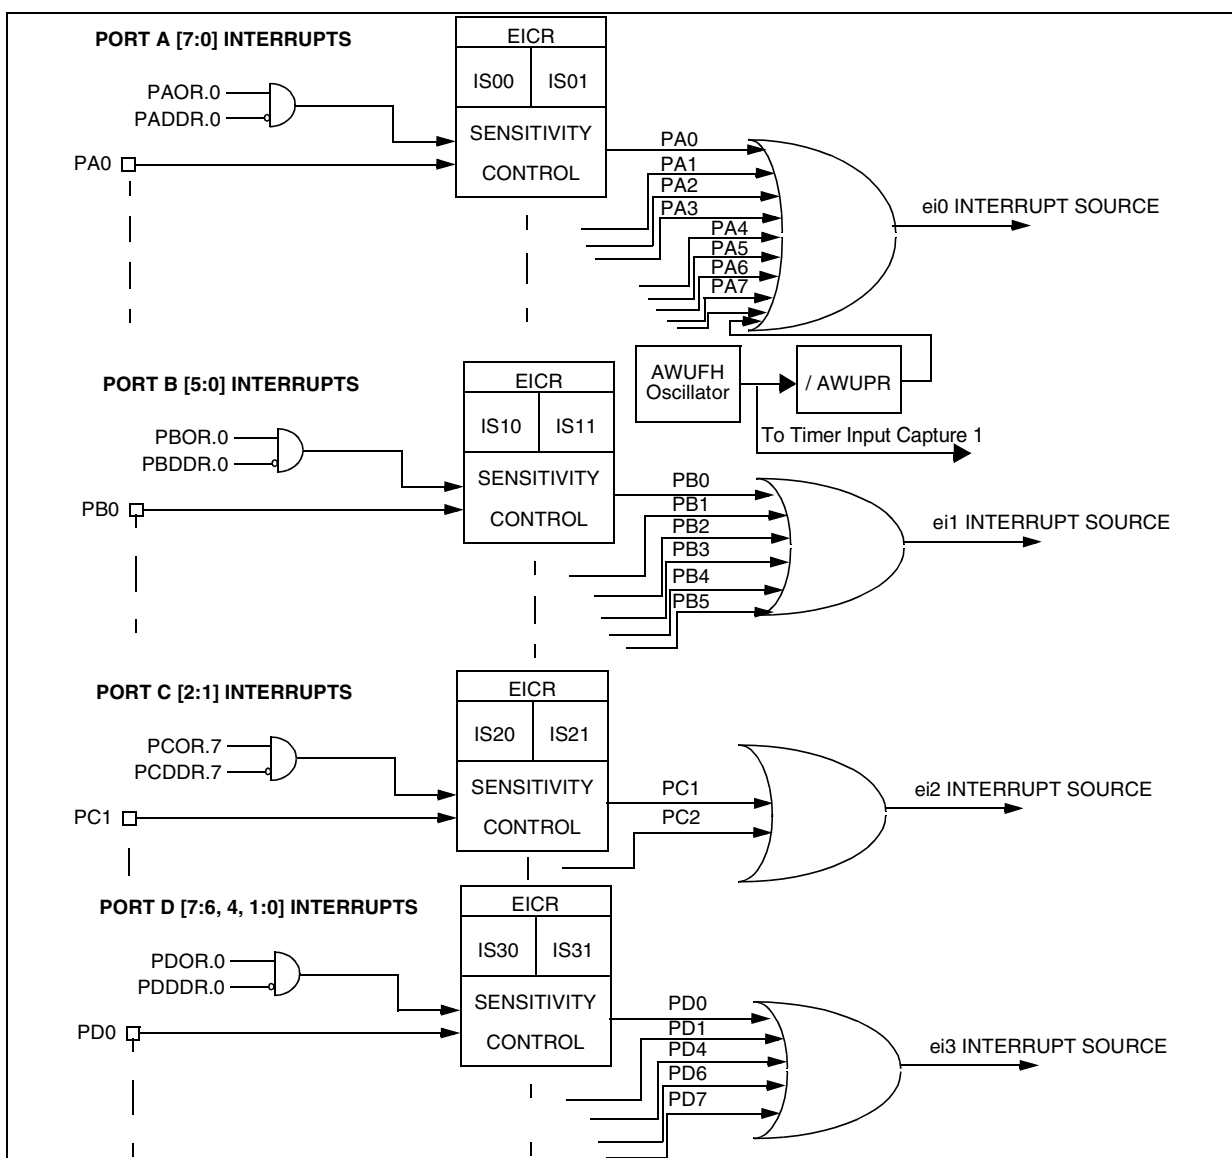 PORT A [7:0] INTERRUPTS
EICR
IS00 IS01
PAOR.0
PADDR.0
SENSITIVITY
CONTROL
PA0
PA0
PA1
PA2
PA3
PA4
PA5
PA6
PA7
ei0 INTERRUPT SOURCE
AWUFH
Oscillator
/ AWUPR
To Timer Input Capture 1
PORT B [5:0] INTERRUPTS
EICR
IS10 IS11
PBOR.0
PBDDR.0
SENSITIVITY
CONTROL
PB0
PB0
PB1
PB2
PB3
PB4
PB5
ei1 INTERRUPT SOURCE
PORT C [2:1] INTERRUPTS
EICR
IS20 IS21
PCOR.7
PCDDR.7
SENSITIVITY
CONTROL
PC1
PC1
PC2
ei2 INTERRUPT SOURCE
PORT D [7:6, 4, 1:0] INTERRUPTS
EICR
IS30 IS31
PDOR.0
PDDDR.0
SENSITIVITY
CONTROL
PD0
PD0
PD1
PD4
PD6
PD7
ei3 INTERRUPT SOURCE